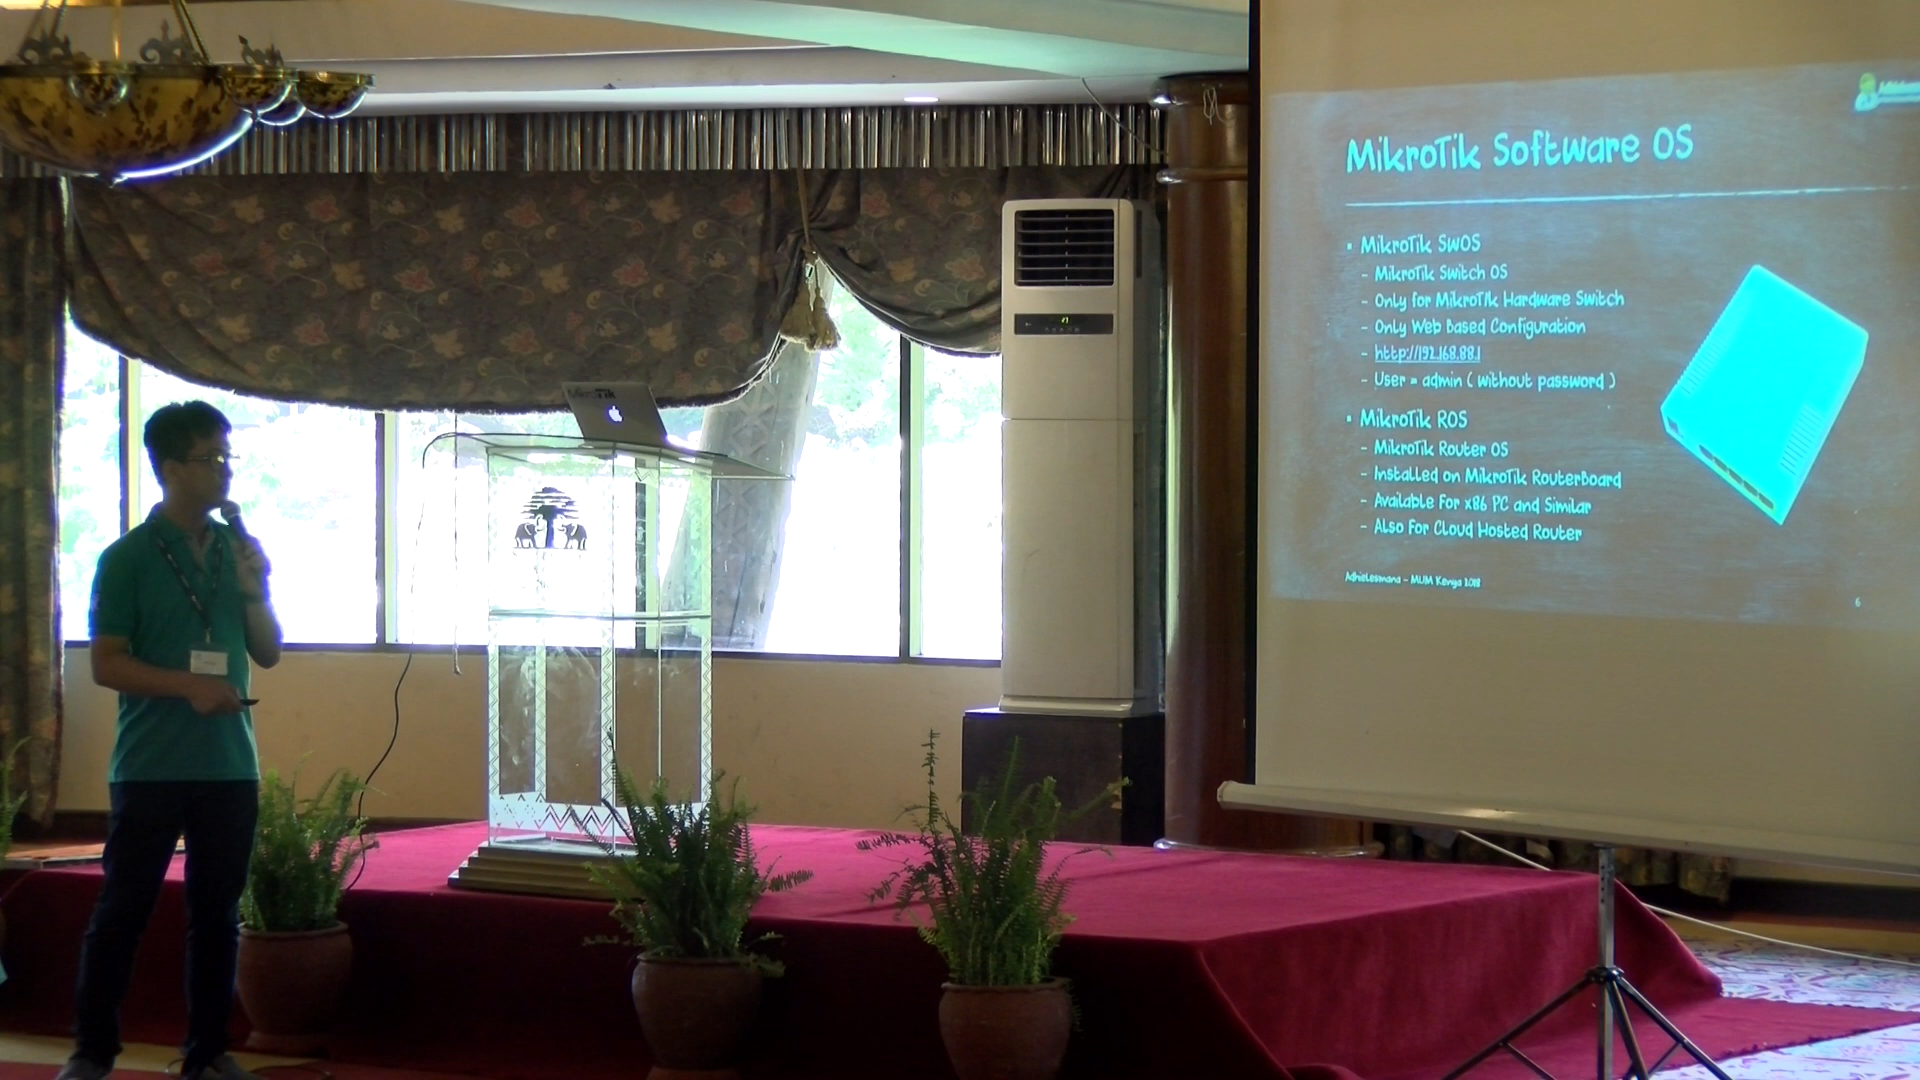 MikroTik Software OS
▪ MikroTik SWOS
- MikroTik Switch OS
- Only for MikroTik Hardware Switch
- Only Web Based Configuration
- http://192.168.88.1
- User = admin ( without password )
▪ MikroTik ROS
- MikroTik Router OS
- Installed on MikroTik RouterBoard
- Available For x86 PC and Similar
- Also For Cloud Hosted Router
AdhieLesmana - MUM Kenya 2018
6
MikroTik
27